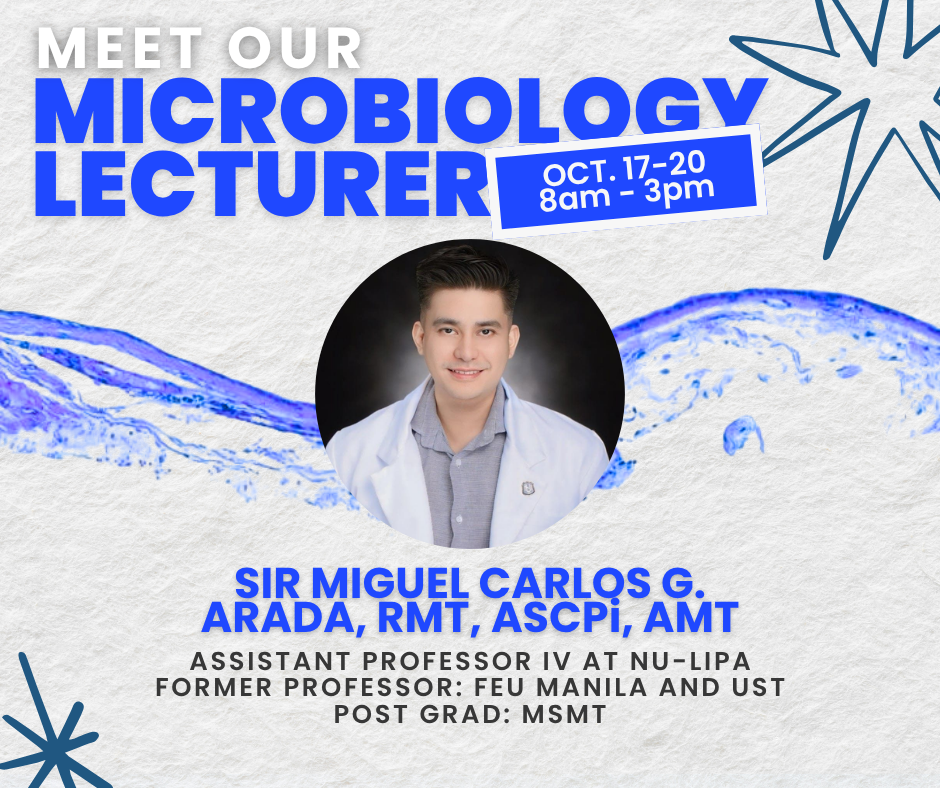 MEET OUR
MICROBIOLOGY
LECTURER
OCT. 17-20
8am - 3pm
SIR MIGUEL CARLOS G.
ARADA, RMT, ASCPi, AMT
ASSISTANT PROFESSOR IV AT NU-LIPA
FORMER PROFESSOR: FEU MANILA AND UST
POST GRAD: MSMT